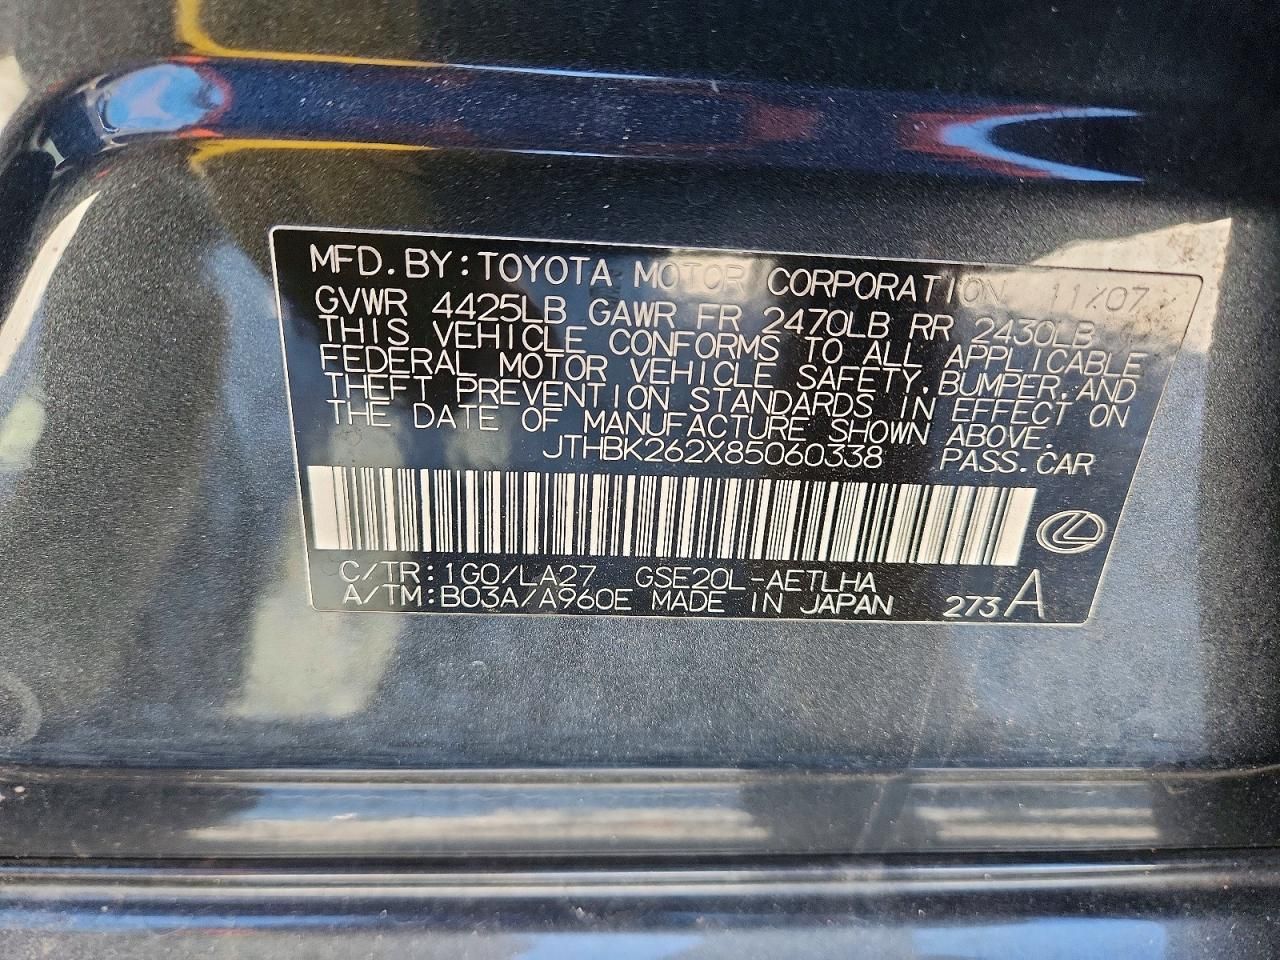 MFD. BY: TOYOTA MOTOR CORPORATION 11/07
GVWR 4425LB GAWR FR 2470LB RR 2430LB
THIS VEHICLE CONFORMS TO ALL APPLICABLE
FEDERAL MOTOR VEHICLE SAFETY, BUMPER, AND
THEFT PREVENTION STANDARDS IN EFFECT ON
THE DATE OF MANUFACTURE SHOWN ABOVE.
JTHBK262X85060338 PASS. CAR
C/TR: 1G0/LA27 GSE20L-AETLHA
A/TM: B03A/A960E MADE IN JAPAN 273 A